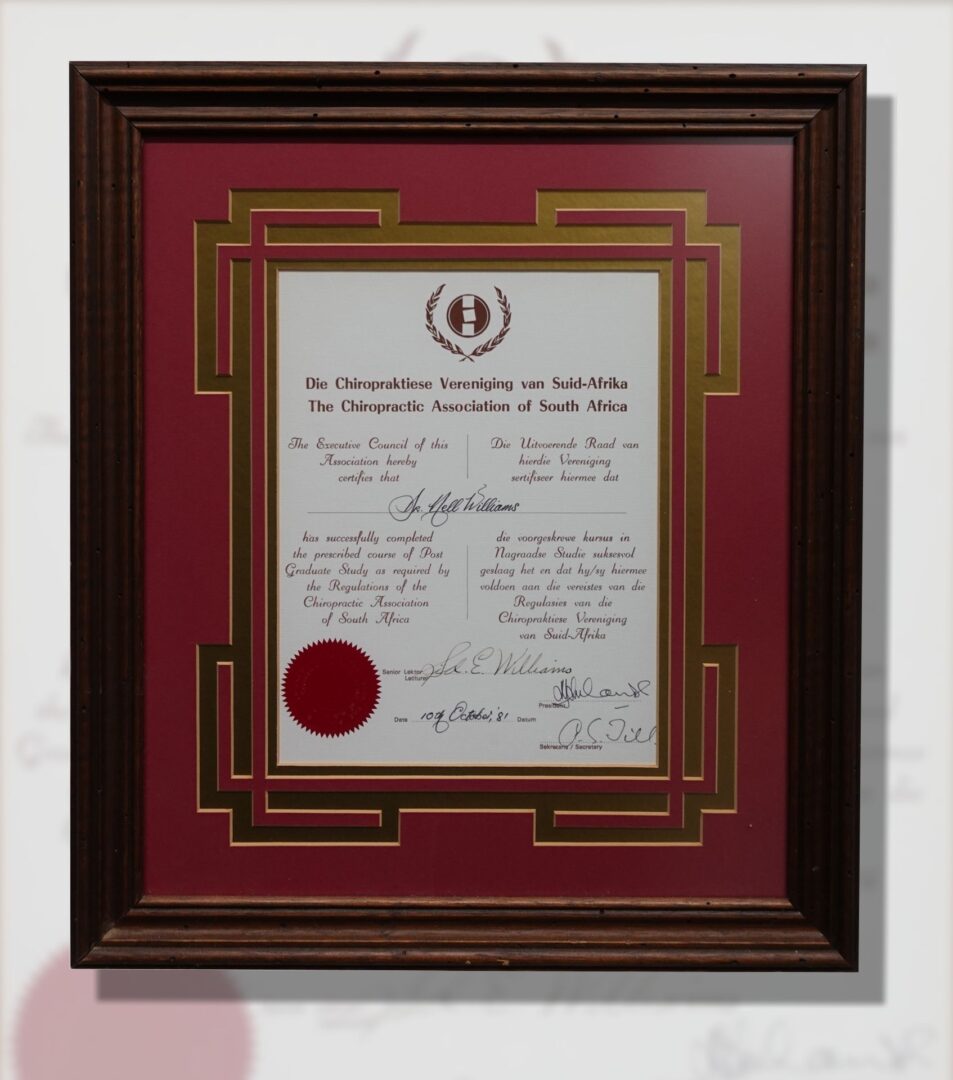 Die Chiropraktiese Vereniging van Suid-Afrika
The Chiropractic Association of South Africa
The Executive Council of this
Association hereby
certifies that
Die Uitvoerende Raad van
hierdie Vereniging
sertifiseer hiermee dat
Dr. Nell Williams
has successfully completed
the prescribed course of Post
Graduate Study as required by
the Regulations of the
Chiropractic Association
of South Africa
die voorgeskrewe kursus in
Nagraadse Studie suksesvol
geslaag het en dat hy/sy hiermee
voldoen aan die vereistes van die
Regulasies van die
Chiropraktiese Vereniging
van Suid-Afrika
Senior Lektor
Lecturer
E. Williams
President
Date 10th October, '81 Datum
Sekretaris / Secretary